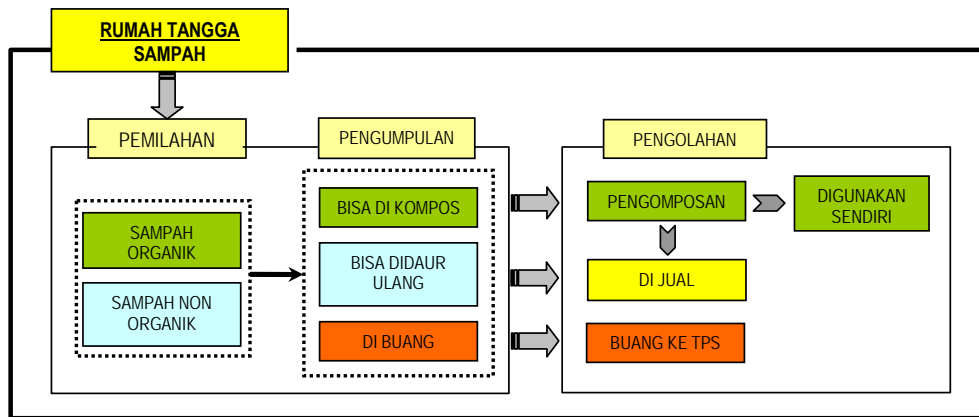 RUMAH TANGGA
SAMPAH
PEMILAHAN
PENGUMPULAN
PENGOLAHAN
SAMPAH
ORGANIK
SAMPAH NON
ORGANIK
BISA DI KOMPOS
BISA DIDAUR
ULANG
DI BUANG
PENGOMPOSAN
DIGUNAKAN
SENDIRI
DI JUAL
BUANG KE TPS